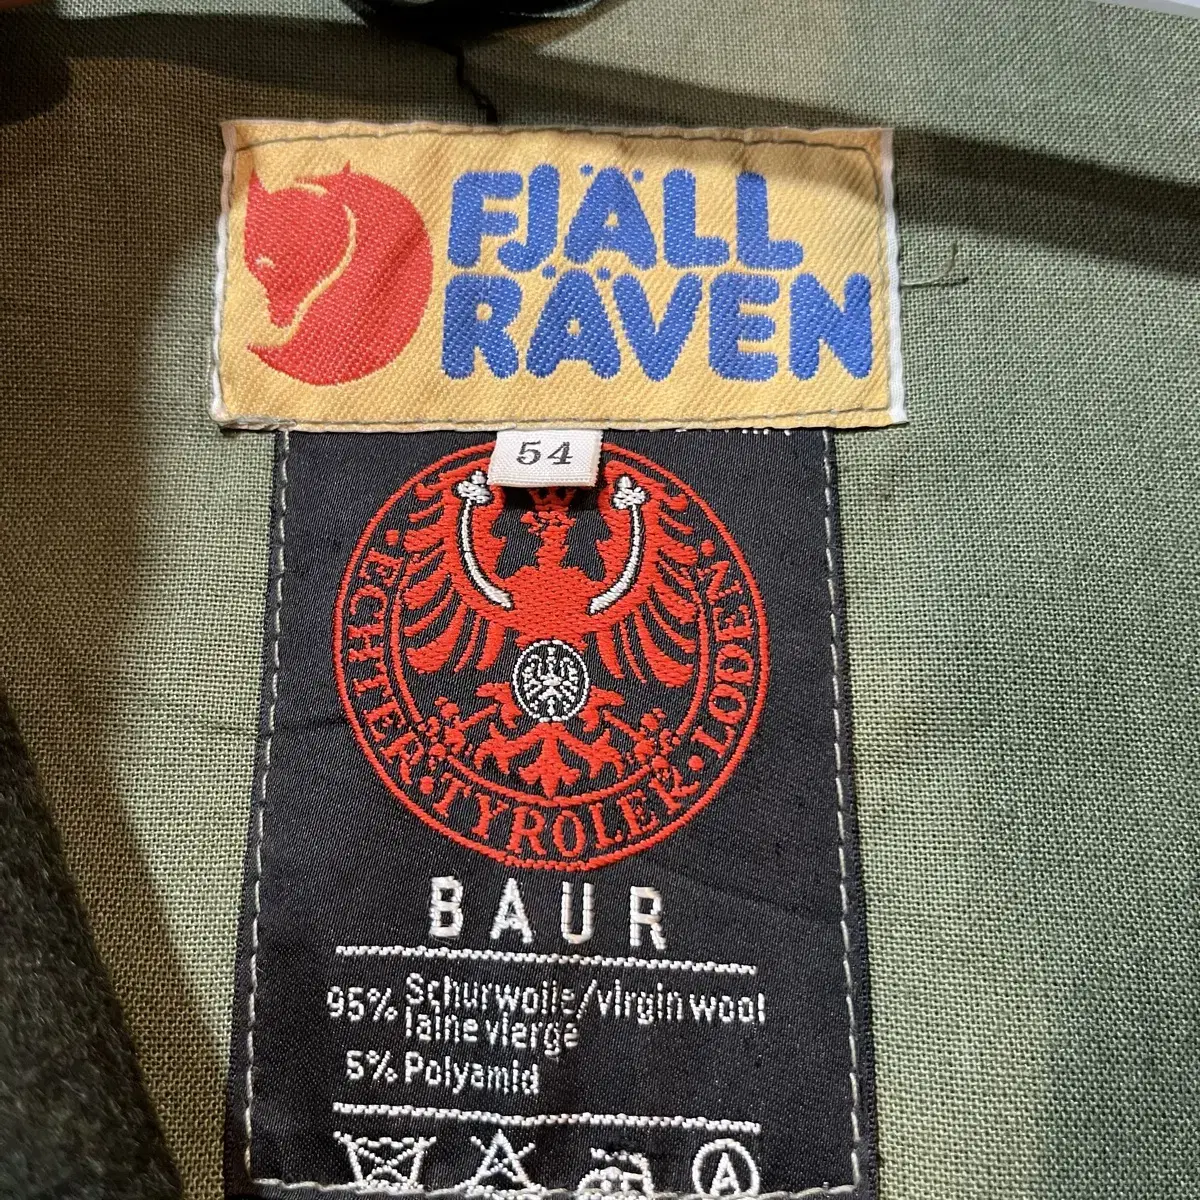 FJÄLL
RÄVEN
54
ECHTER • TYROLER • LODEN
BAUR
95% Schurwolle/virgin wool
laine vierge
5% Polyamid
A